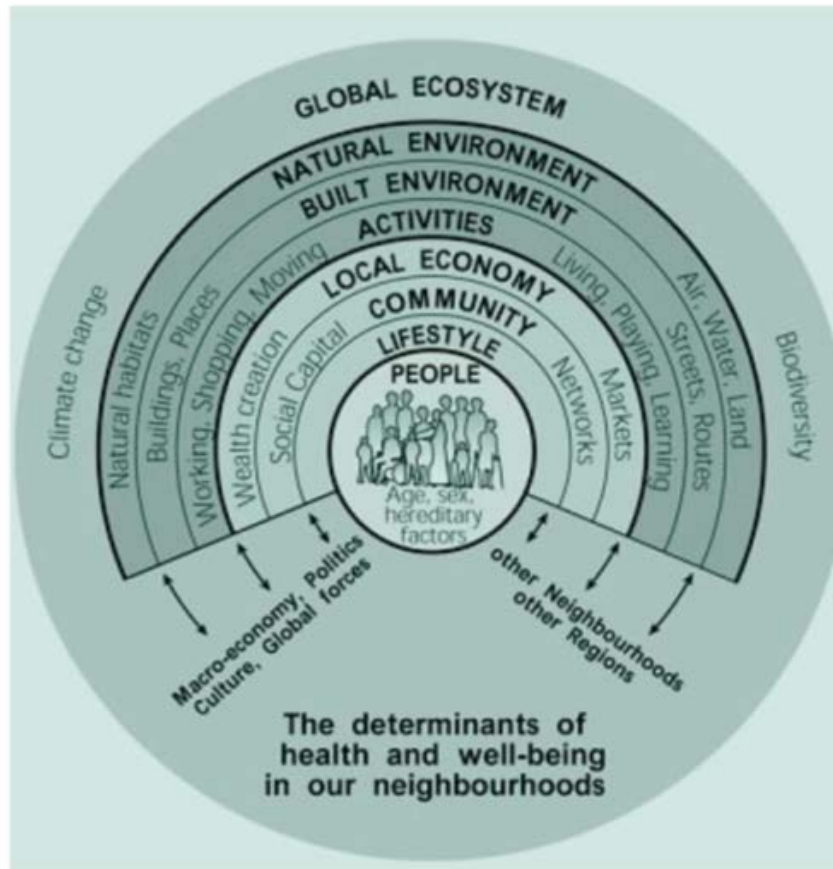 GLOBAL ECOSYSTEM
NATURAL ENVIRONMENT
BUILT ENVIRONMENT
ACTIVITIES
LOCAL ECONOMY
COMMUNITY
LIFESTYLE
PEOPLE
Age, sex,
hereditary
factors
Climate change
Natural habitats
Buildings, Places
Working, Shopping, Moving
Wealth creation
Social Capital
Networks
Markets
Living, Playing, Learning
Streets, Routes
Air, Water, Land
Biodiversity
Macro-economy, Politics
Culture, Global forces
other Neighbourhoods
other Regions
The determinants of
health and well-being
in our neighbourhoods